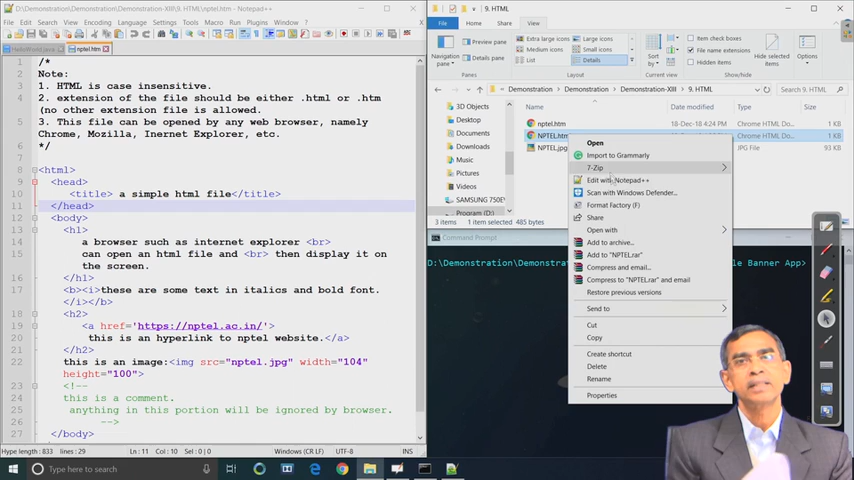 D:\Demonstration\Demonstration-XIII\9. HTML\nptel.htm - Notepad++
File Edit Search View Encoding Language Settings Tools Macro Run Plugins Window ?
HelloWorld.java
nptel.htm
1 /*
2 Note:
3 1. HTML is case insensitive.
4 2. extension of the file should be either .html or .htm
(no other extension file is allowed.
5 3. This file can be opened by any web browser, namely
Chrome, Mozilla, Inernet Explorer, etc.
6 */
7
8 <html>
9 <head>
10 <title> a simple html file</title>
11 </head>
12 <body>
13 <h1>
14 a browser such as internet explorer <br>
15 can open an html file and <br> then display it on
the screen.
16 </h1>
17 <b><i>these are some text in italics and bold font.
</i></b>
18 <h2>
19 <a href='https://nptel.ac.in/'>
20 this is an hyperlink to nptel website.</a>
21 </h2>
22 this is an image:<img src="nptel.jpg" width="104"
height="100">
23 <!--
24 this is a comment.
25 anything in this portion will be ignored by browser.
26 -->
27 </body>
Hype length : 833 lines : 29
Ln : 11 Col : 10 Sel : 0 | 0
Windows (CR LF)
UTF-8
INS
9. HTML
File
Home
Share
View
Preview pane
Details pane
Extra large icons
Large icons
Medium icons
Small icons
List
Details
Layout
Sort by
Current view
Item check boxes
File name extensions
Hidden items
Hide selected items
Show/hide
Options
Demonstration > Demonstration > Demonstration-XIII > 9. HTML
Search 9. HTML
3D Objects
Desktop
Documents
Downloads
Music
Pictures
Videos
SAMSUNG 750E
Program (D:)
Name
Date modified
Type
Size
nptel.htm 18-Dec-18 4:24 PM Chrome HTML Do... 1 KB
NPTEL.htm 18-Dec-18 4:24 PM Chrome HTML Do... 1 KB
NPTEL.jpg JPG File 3 KB
3 items
1 item selected 485 bytes
Open
Import to Grammarly
7-Zip
Edit with Notepad++
Scan with Windows Defender...
Format Factory (F)
Share
Open with
Add to archive...
Add to "NPTEL.rar"
Compress and email...
Compress to "NPTEL.rar" and email
Restore previous versions
Send to
Cut
Copy
Create shortcut
Delete
Rename
Properties
Command Prompt
D:\Demonstration\Demonstration
le Banner App>
Type here to search